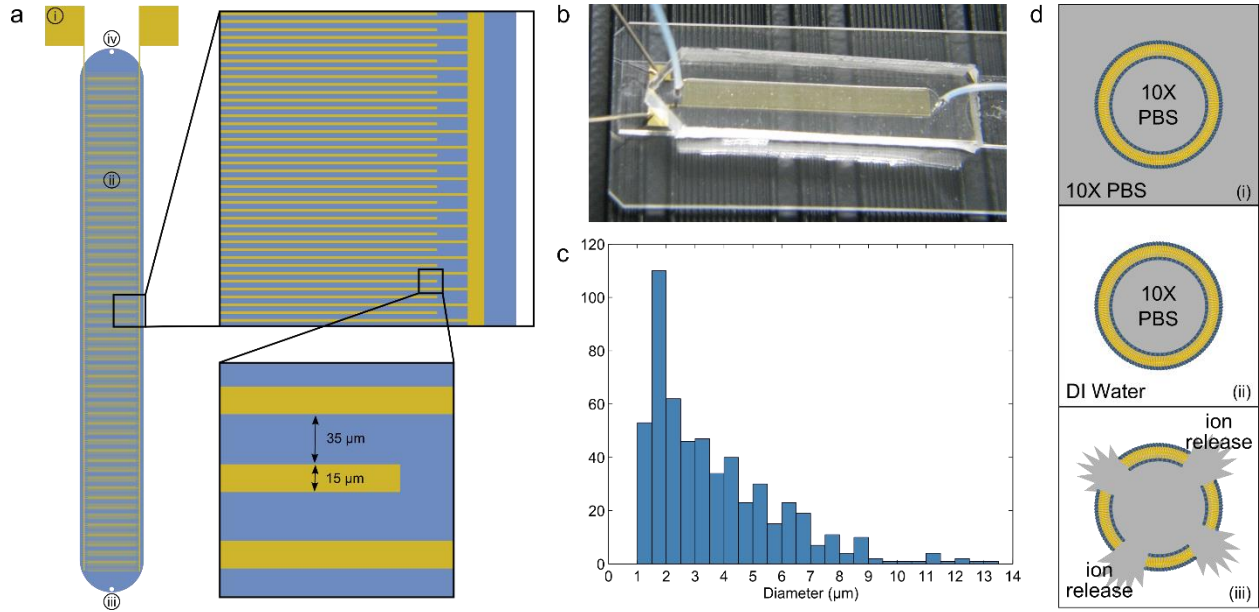 a
i
iv
ii
iii
35 µm
15 µm
b
c
120
100
80
60
40
20
0
0 1 2 3 4 5 6 7 8 9 10 11 12 13 14
Diameter (µm)
d
10X
PBS
10X PBS
(i)
10X
PBS
DI Water
(ii)
ion
release
ion
release
(iii)